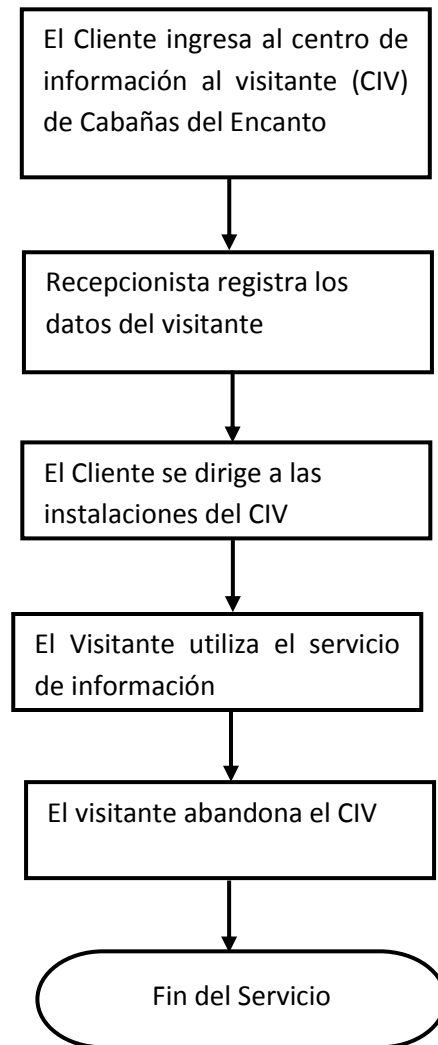 El Cliente ingresa al centro de
información al visitante (CIV)
de Cabañas del Encanto
Recepcionista registra los
datos del visitante
El Cliente se dirige a las
instalaciones del CIV
El Visitante utiliza el servicio
de información
El visitante abandona el CIV
Fin del Servicio